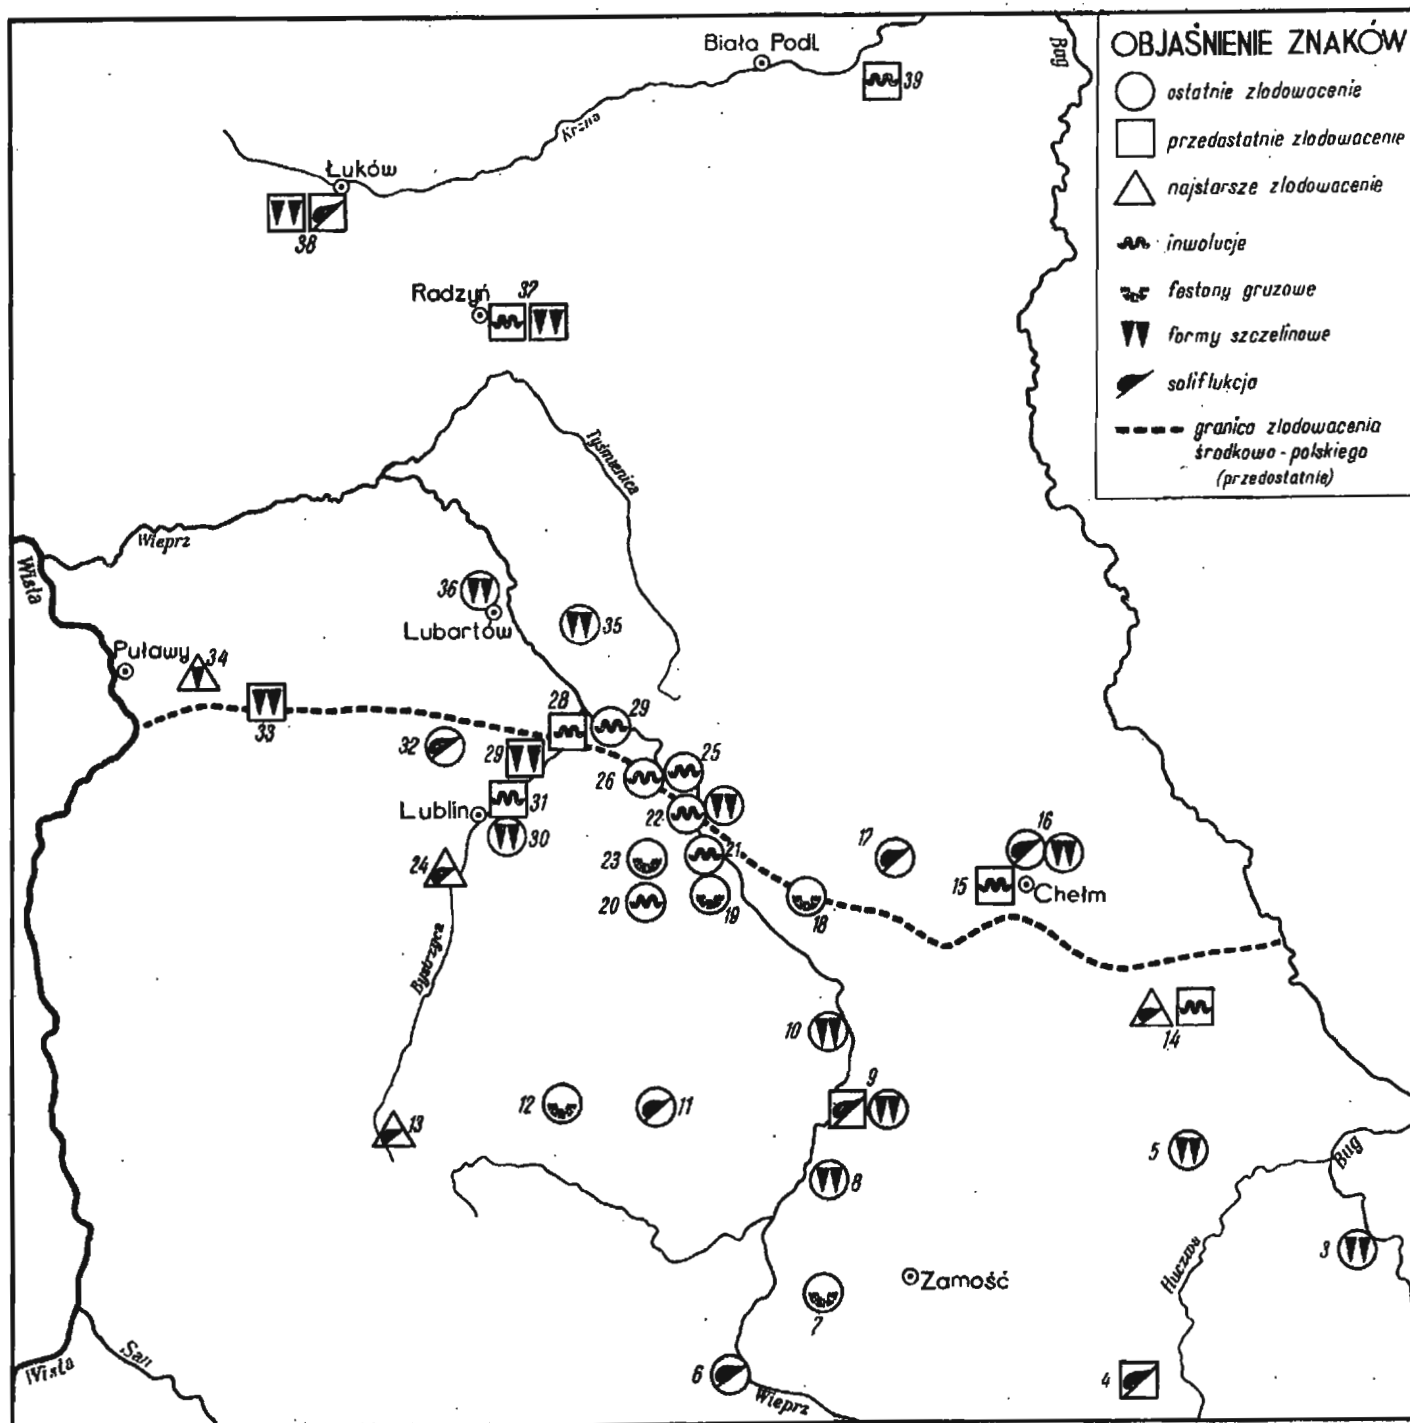 OBJAŚNIENIE ZNAKÓW
ostatnie zlodowacenie
przedostatnie zlodowacenie
najstarsze zlodowacenie
inwolucje
festony gruzowe
formy szczelinowe
soliflukcja
granica zlodowacenia
środkowo-polskiego
(przedostatnie)
Biała Podl.
39
Bug
Krzna
Łuków
38
Radzyń
37
Tyśmienica
Wieprz
Wisła
36
Lubartów
35
Puławy
34
33
28
29
32
29
25
26
31
Lublin
22
30
24
23
21
20
19
18
17
16
15
Chełm
Bystrzyca
10
14
9
12
11
13
5
Bug
8
3
Huczwa
Zamość
7
San
Wisła
6
Wieprz
4